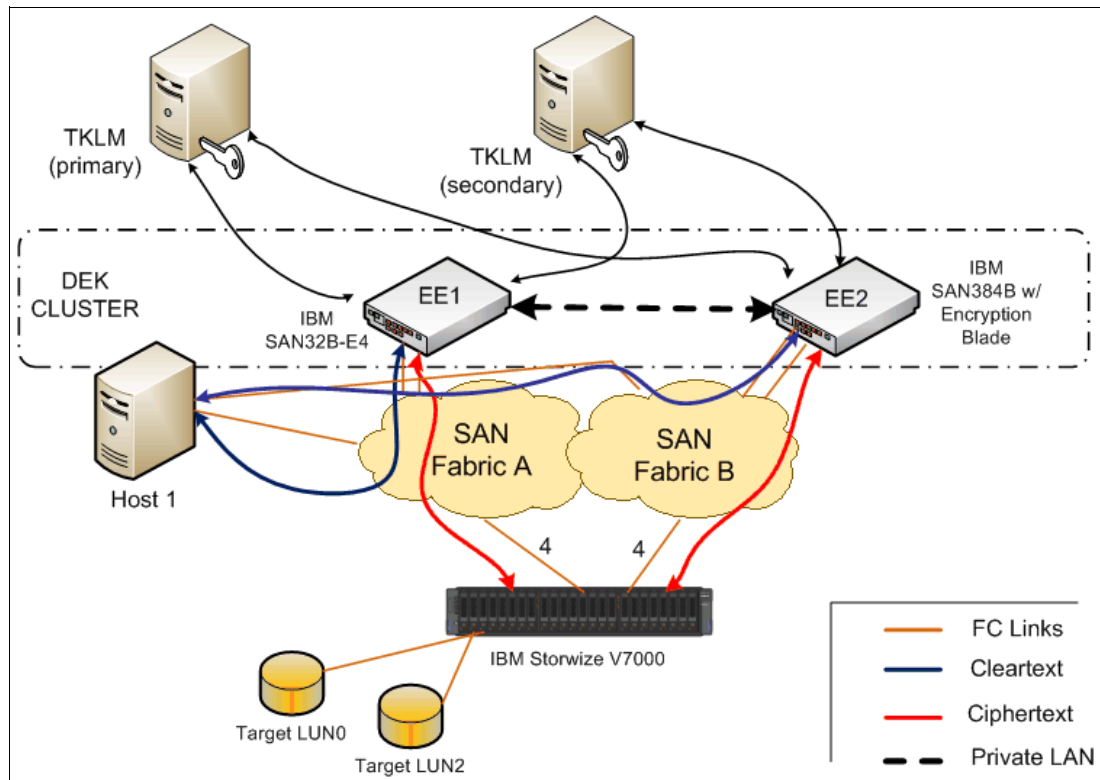 TKLM
(primary)
TKLM
(secondary)
DEK
CLUSTER
EE1
IBM
SAN32B-E4
EE2
IBM
SAN384B w/
Encryption
Blade
Host 1
SAN
Fabric A
SAN
Fabric B
4
4
IBM Storwize V7000
Target LUN0
Target LUN2
FC Links
Cleartext
Ciphertext
Private LAN